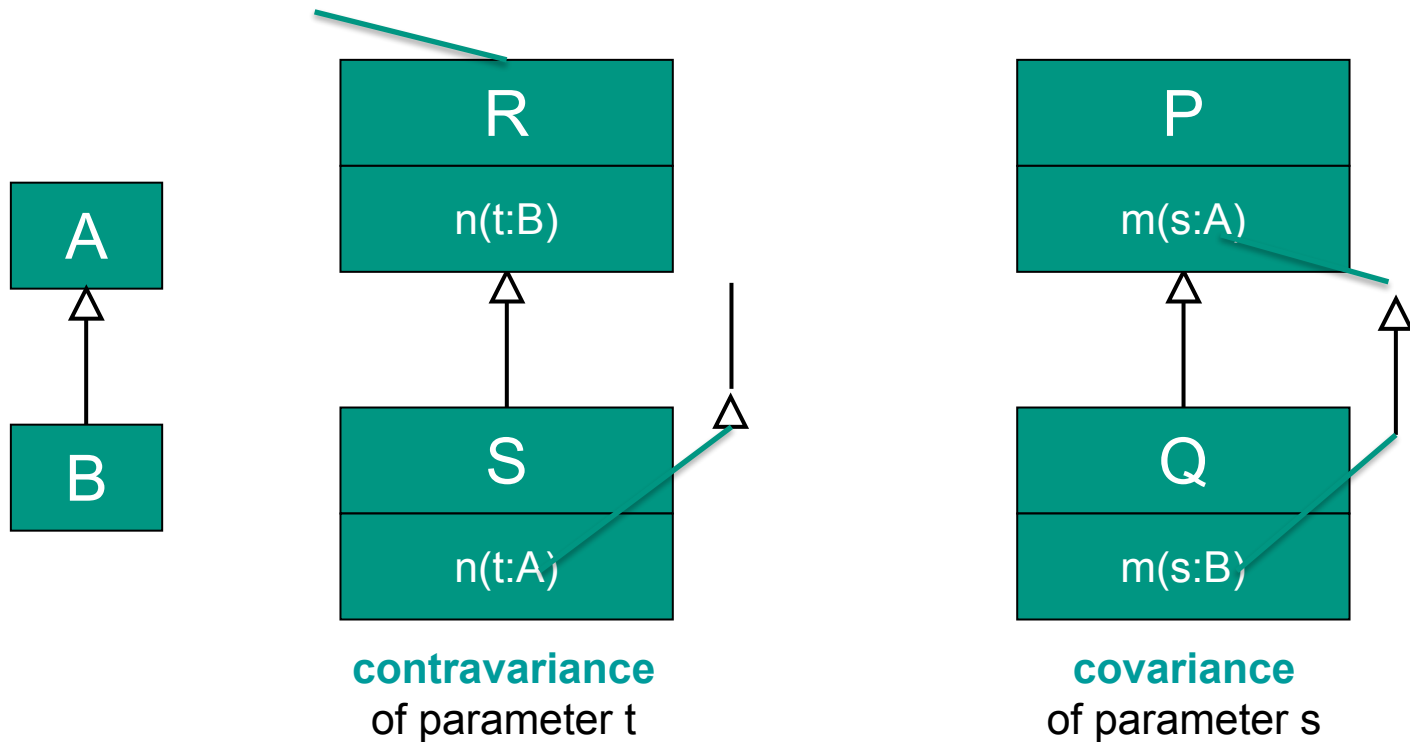 R
P
n(t:B)
m(s:A)
A
B
S
Q
n(t:A)
m(s:B)
contravariance
of parameter t
covariance
of parameter s